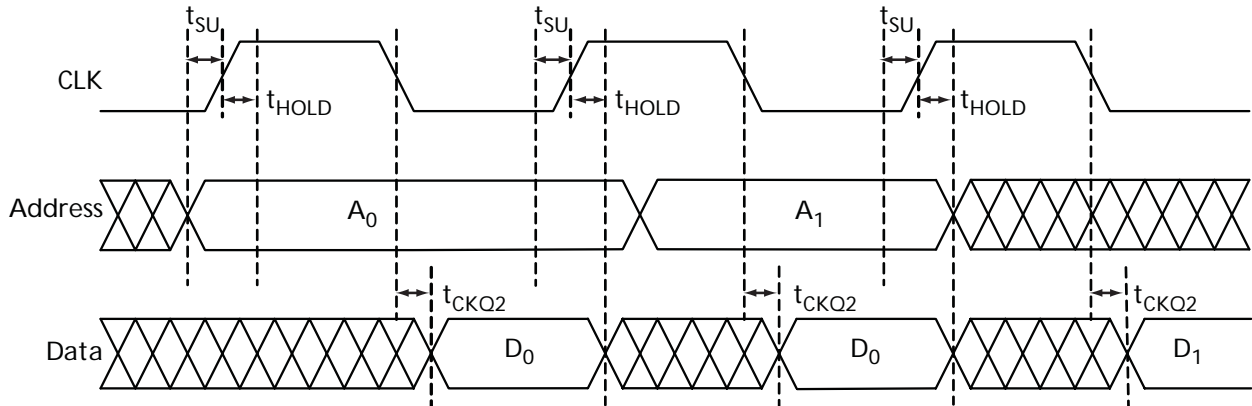 tSU tSU tSU
CLK
tHOLD tHOLD tHOLD
Address A0 A1
tCKQ2 tCKQ2 tCKQ2
Data D0 D0 D1